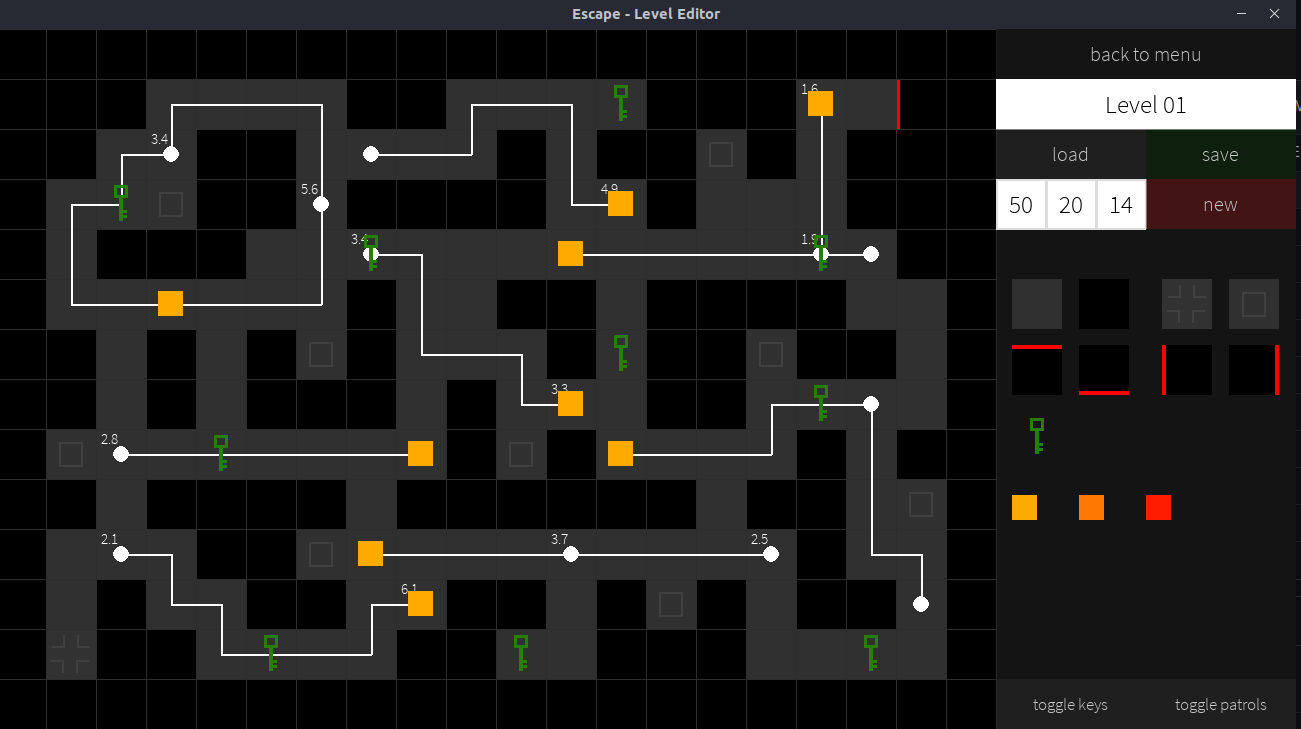 Escape - Level Editor
back to menu
Level 01
load save
50 20 14 new
1.6
3.4
5.6 4.9
3.4 1.9
3.3
2.8
2.1 3.7 2.5
6.1
toggle keys toggle patrols